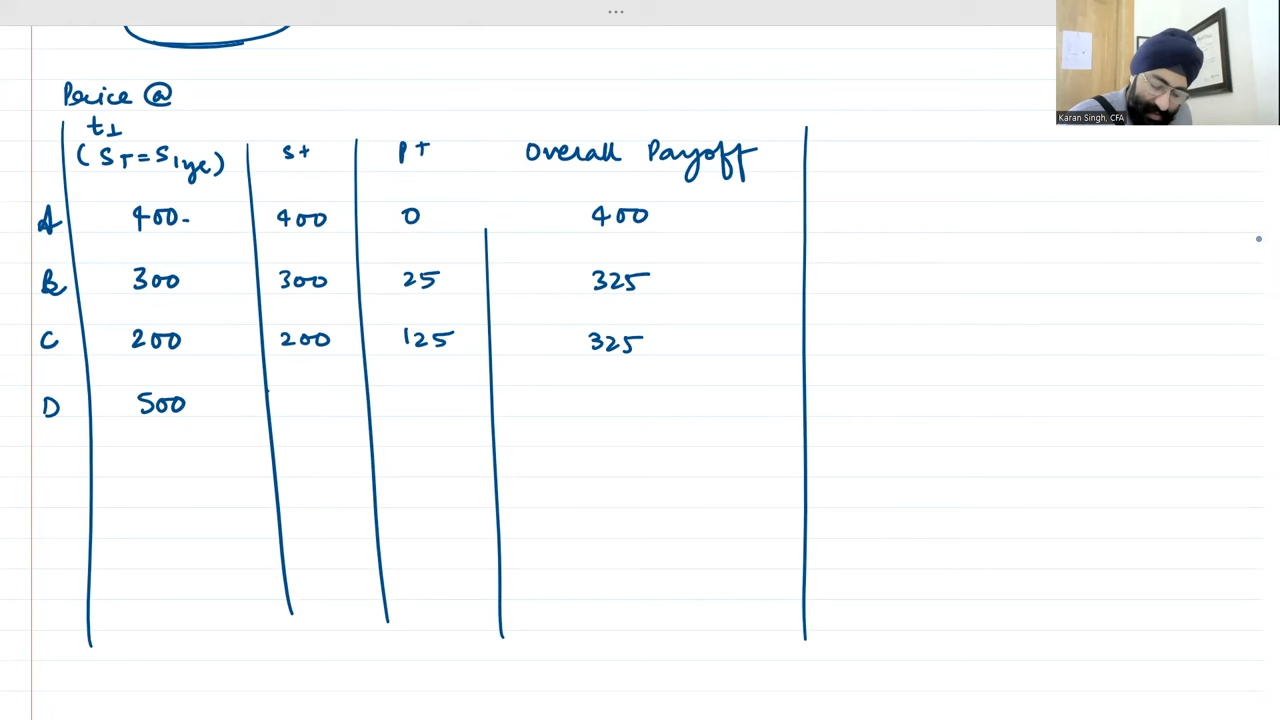 Price @
t1
(ST = S1yr) S+ P+ Overall Payoff
A 400- 400 0 400
B 300 300 25 325
C 200 200 125 325
D 500
Karan Singh, CFA